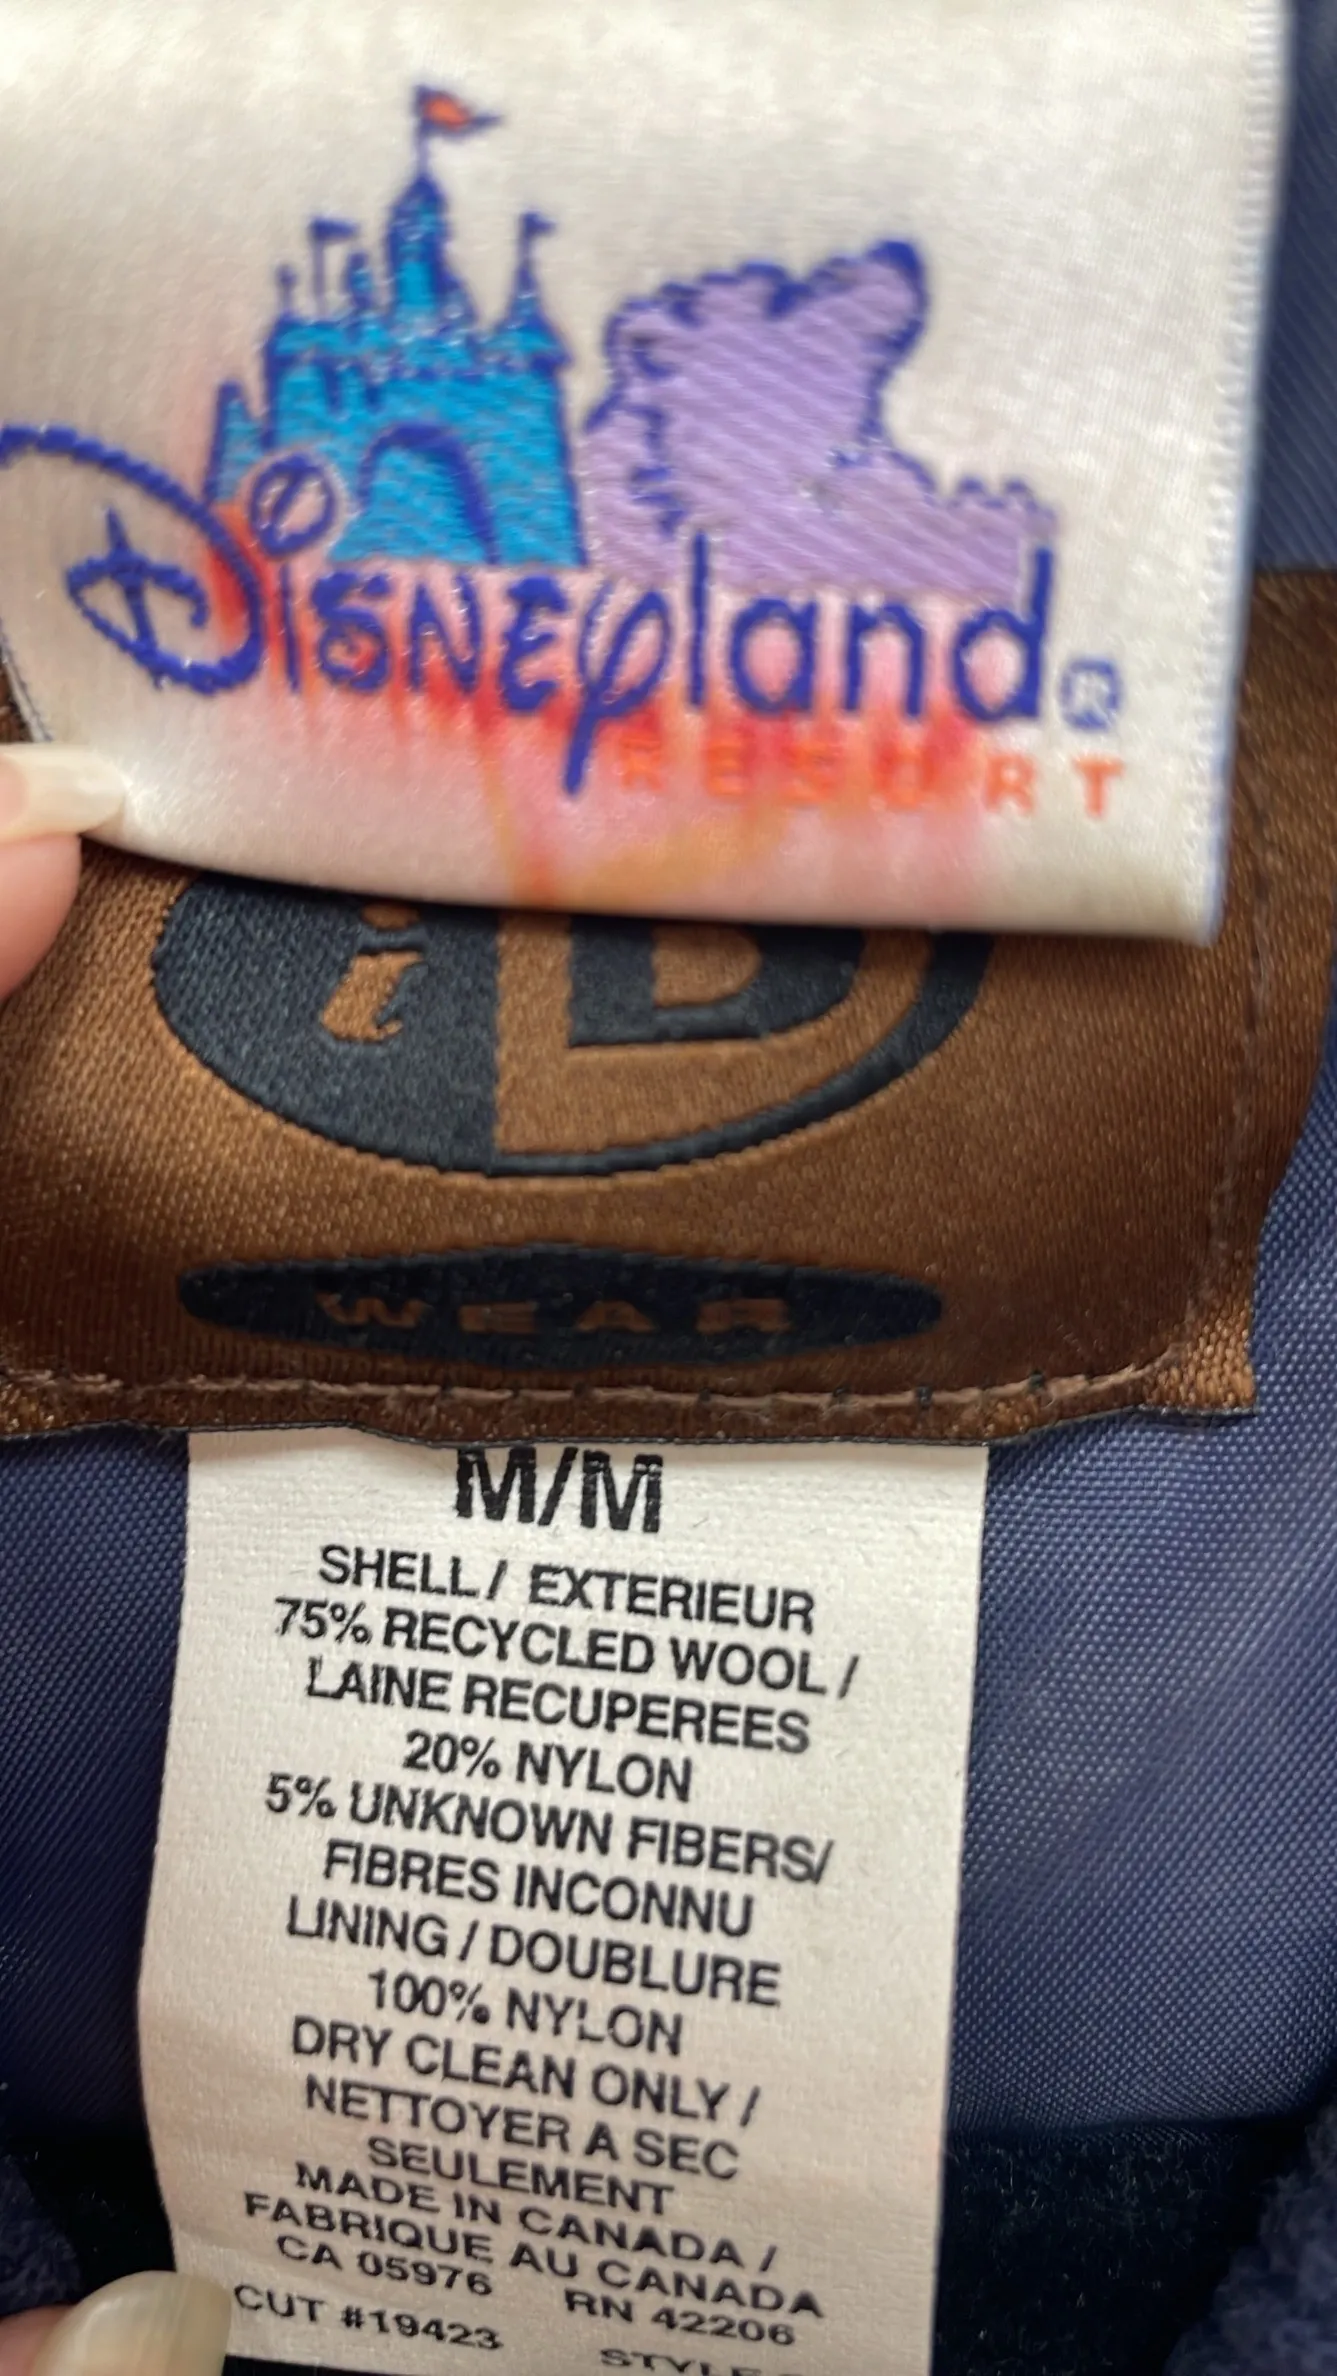 Disneyland®
RESORT
iD
WEAR
M/M
SHELL / EXTERIEUR
75% RECYCLED WOOL /
LAINE RECUPEREES
20% NYLON
5% UNKNOWN FIBERS/
FIBRES INCONNU
LINING / DOUBLURE
100% NYLON
DRY CLEAN ONLY /
NETTOYER A SEC
SEULEMENT
MADE IN CANADA /
FABRIQUE AU CANADA
CA 05976 RN 42206
CUT #19423